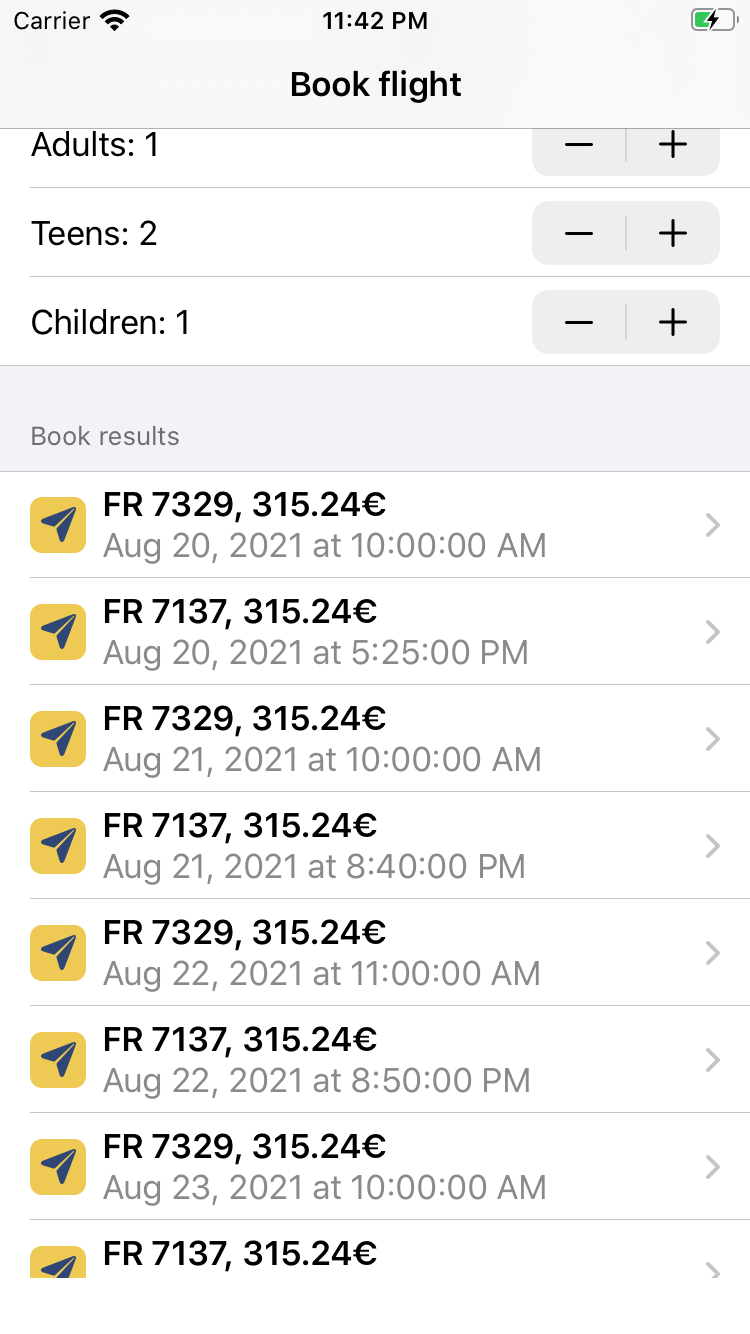 Carrier 11:42 PM
Book flight
Adults: 1
Teens: 2
Children: 1
Book results
FR 7329, 315.24€
Aug 20, 2021 at 10:00:00 AM
FR 7137, 315.24€
Aug 20, 2021 at 5:25:00 PM
FR 7329, 315.24€
Aug 21, 2021 at 10:00:00 AM
FR 7137, 315.24€
Aug 21, 2021 at 8:40:00 PM
FR 7329, 315.24€
Aug 22, 2021 at 11:00:00 AM
FR 7137, 315.24€
Aug 22, 2021 at 8:50:00 PM
FR 7329, 315.24€
Aug 23, 2021 at 10:00:00 AM
FR 7137, 315.24€